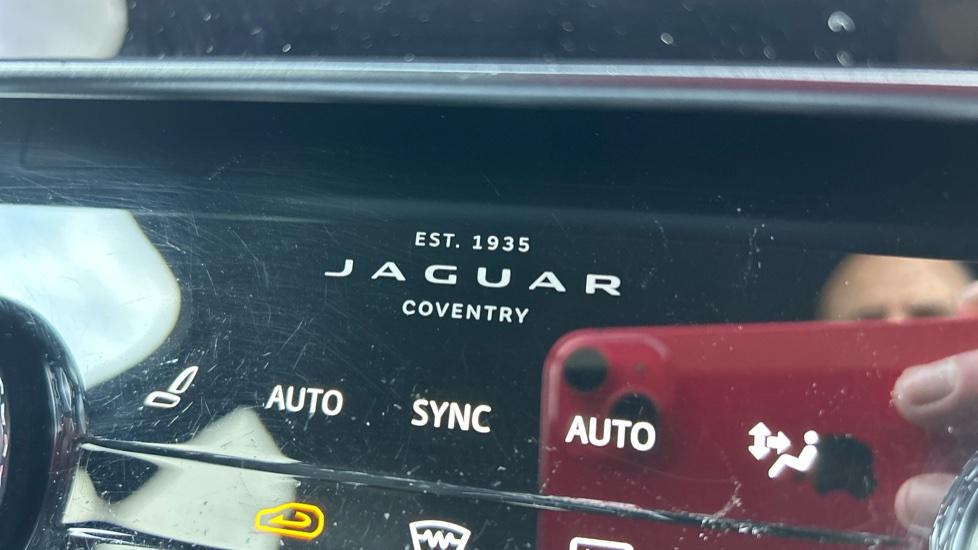 EST. 1935
JAGUAR
COVENTRY
AUTO
SYNC
AUTO